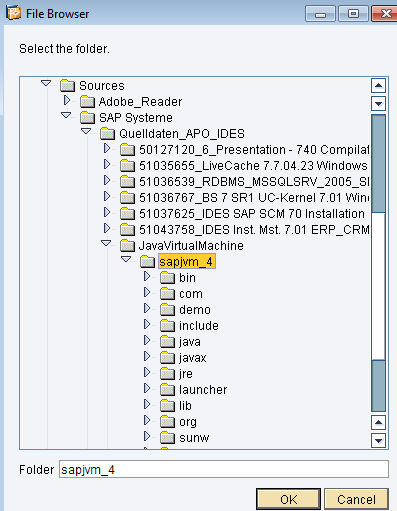 File Browser
Select the folder.
Sources
Adobe_Reader
SAP Systeme
Quelldaten_APO_IDES
50127120_6_Presentation - 740 Compilat
51035655_LiveCache 7.7.04.23 Windows
51036539_RDBMS_MSSQLSRV_2005_S
51036767_BS 7 SR1 UC-Kernel 7.01 Wind
51037625_IDES SAP SCM 70 Installation
51043758_IDES Inst. Mst. 7.01 ERP_CRM
JavaVirtualMachine
sapjvm_4
bin
com
demo
include
java
javax
jre
launcher
lib
org
sunw
Folder sapjvm_4
OK Cancel